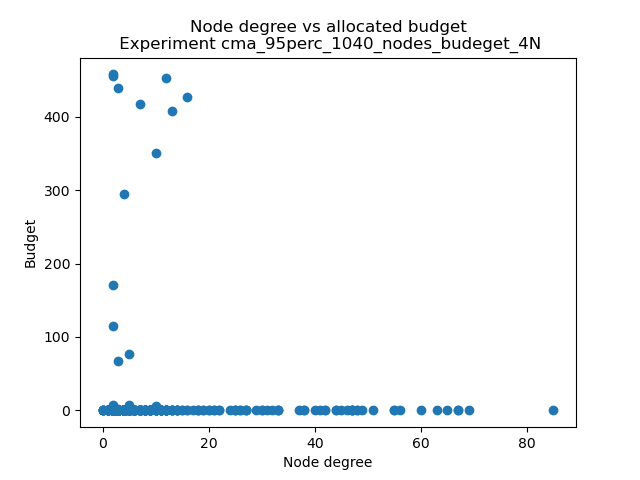 Node degree vs allocated budget
Experiment cma_95perc_1040_nodes_budeget_4N
Budget
400
300
200
100
0
0 20 40 60 80
Node degree